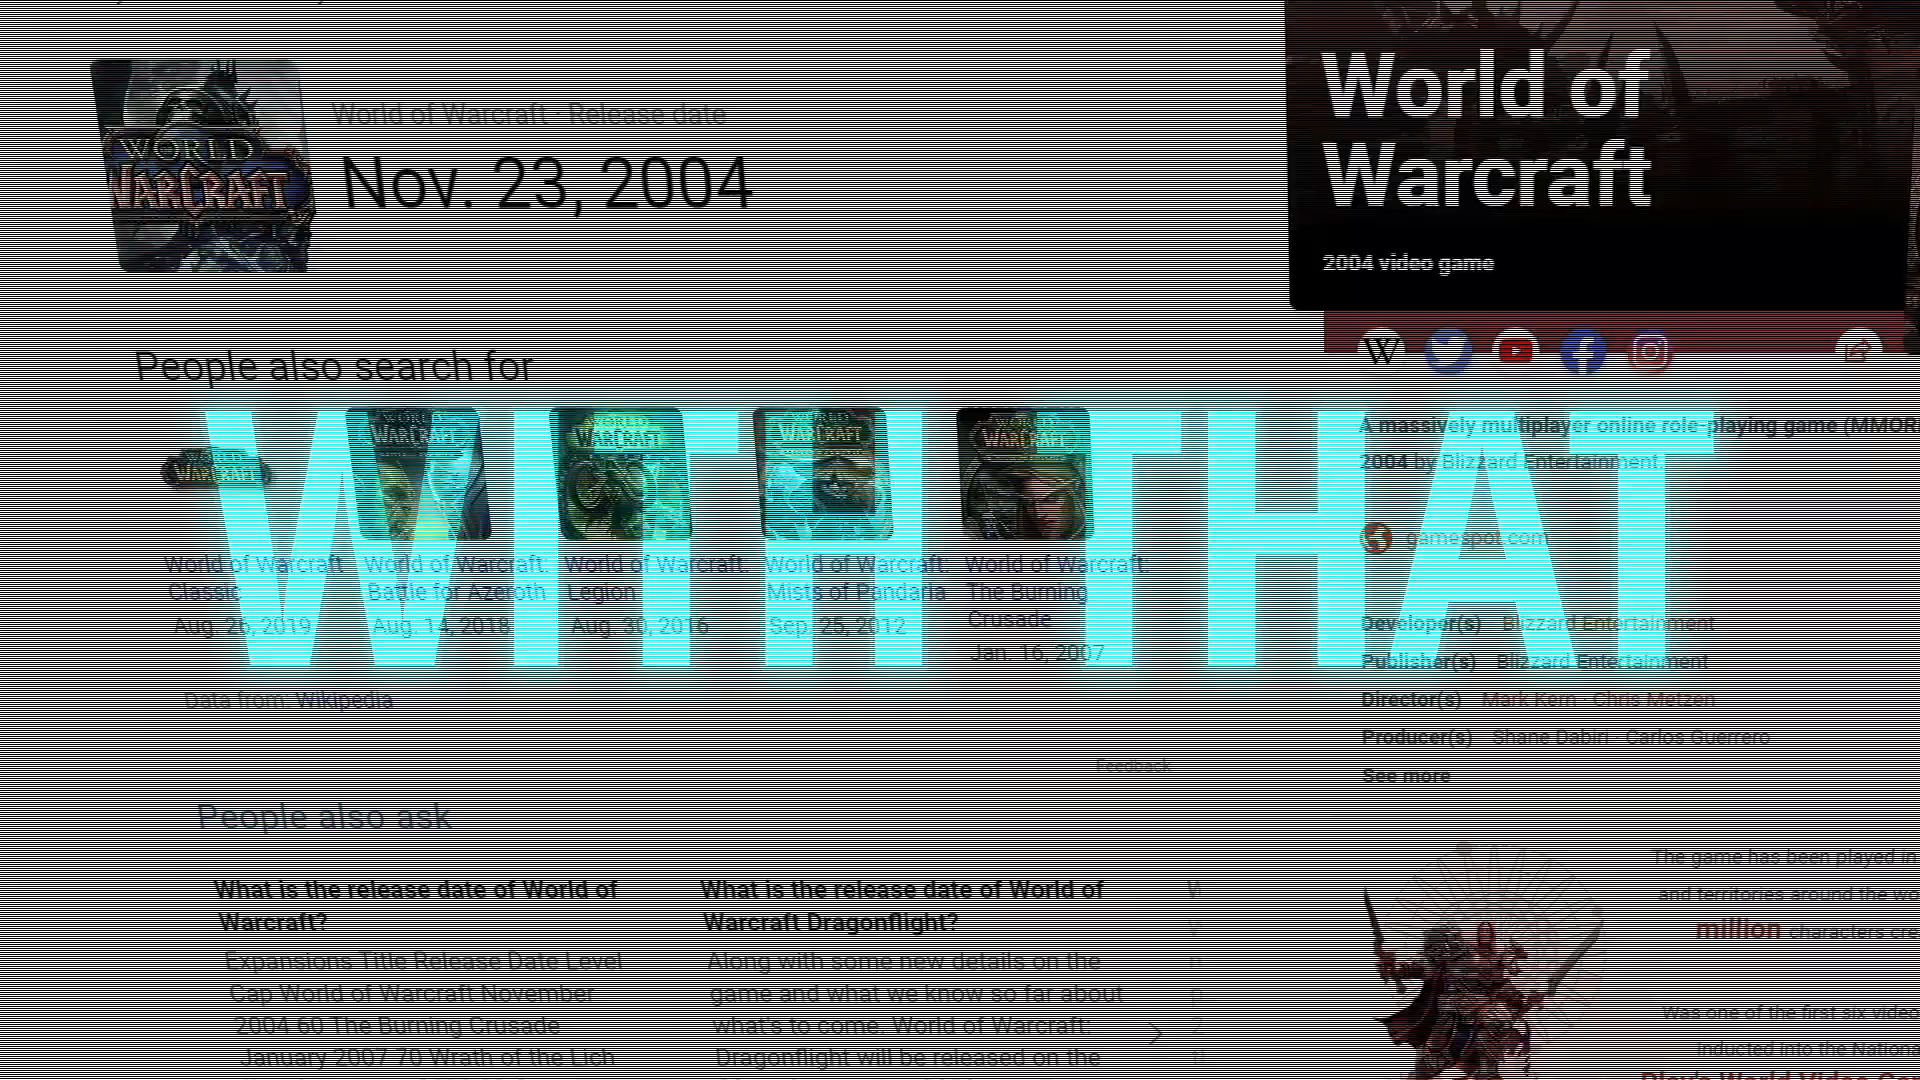 World of Warcraft · Release date
Nov. 23, 2004
WORLD
WARCRAFT
World of
Warcraft
2004 video game
People also search for
WITH THAT
A massively multiplayer online role-playing game (MMOR
2004 by Blizzard Entertainment.
gamespot.com
World of Warcraft
Classic
Aug. 26, 2019
World of Warcraft:
Battle for Azeroth
Aug. 14, 2018
World of Warcraft:
Legion
Aug. 30, 2016
World of Warcraft:
Mists of Pandaria
Sep. 25, 2012
World of Warcraft:
The Burning
Crusade
Jan. 16, 2007
Developer(s) Blizzard Entertainment
Publisher(s) Blizzard Entertainment
Director(s) Mark Kern · Chris Metzen
Producer(s) Shane Dabiri · Carlos Guerrero
See more
Data from: Wikipedia
Feedback
People also ask
What is the release date of World of
Warcraft?
Expansions Title Release Date Level
Cap World of Warcraft November
2004 60 The Burning Crusade
January 2007 70 Wrath of the Lich
What is the release date of World of
Warcraft Dragonflight?
Along with some new details on the
game and what we know so far about
what's to come, World of Warcraft:
Dragonflight will be released on the
The game has been played in
and territories around the wo
million characters cre
Was one of the first six video
inducted into the Nationa